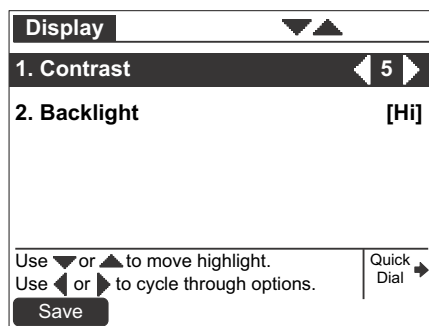 Display
1. Contrast 5
2. Backlight [Hi]
Use ▼ or ▲ to move highlight.
Use ◀ or ▶ to cycle through options.
Quick
Dial
Save